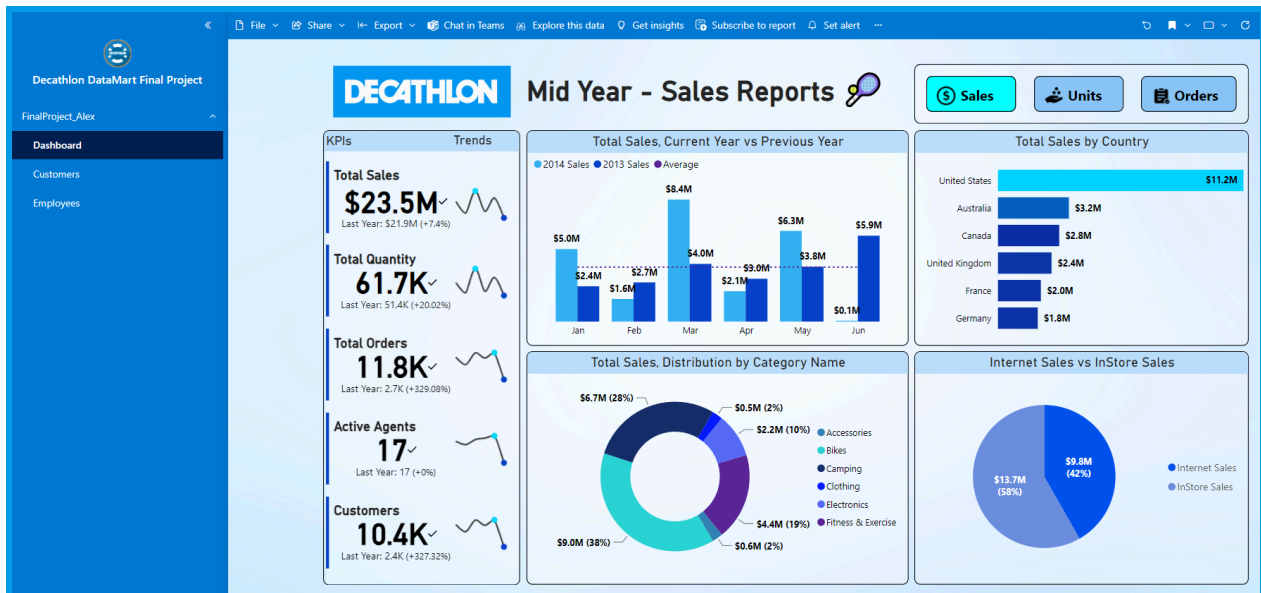 File
Share
Export
Chat in Teams
Explore this data
Get insights
Subscribe to report
Set alert
Decathlon DataMart Final Project
FinalProject_Alex
Dashboard
Customers
Employees
DECATHLON
Mid Year - Sales Reports
Sales
Units
Orders
KPIs Trends
Total Sales
$23.5M
Last Year: $21.9M (+7.4%)
Total Quantity
61.7K
Last Year: 51.4K (+20.02%)
Total Orders
11.8K
Last Year: 2.7K (+329.08%)
Active Agents
17
Last Year: 17 (+0%)
Customers
10.4K
Last Year: 2.4K (+327.32%)
Total Sales, Current Year vs Previous Year
2014 Sales 2013 Sales Average
$5.0M
$2.4M
$1.6M
$2.7M
$8.4M
$4.0M
$2.1M
$3.0M
$6.3M
$3.8M
$0.1M
$5.9M
Jan Feb Mar Apr May Jun
Total Sales by Country
United States $11.2M
Australia $3.2M
Canada $2.8M
United Kingdom $2.4M
France $2.0M
Germany $1.8M
Total Sales, Distribution by Category Name
$6.7M (28%)
$0.5M (2%)
$2.2M (10%)
$4.4M (19%)
$0.6M (2%)
$9.0M (38%)
Accessories
Bikes
Camping
Clothing
Electronics
Fitness & Exercise
Internet Sales vs InStore Sales
$9.8M
(42%)
$13.7M
(58%)
Internet Sales
InStore Sales